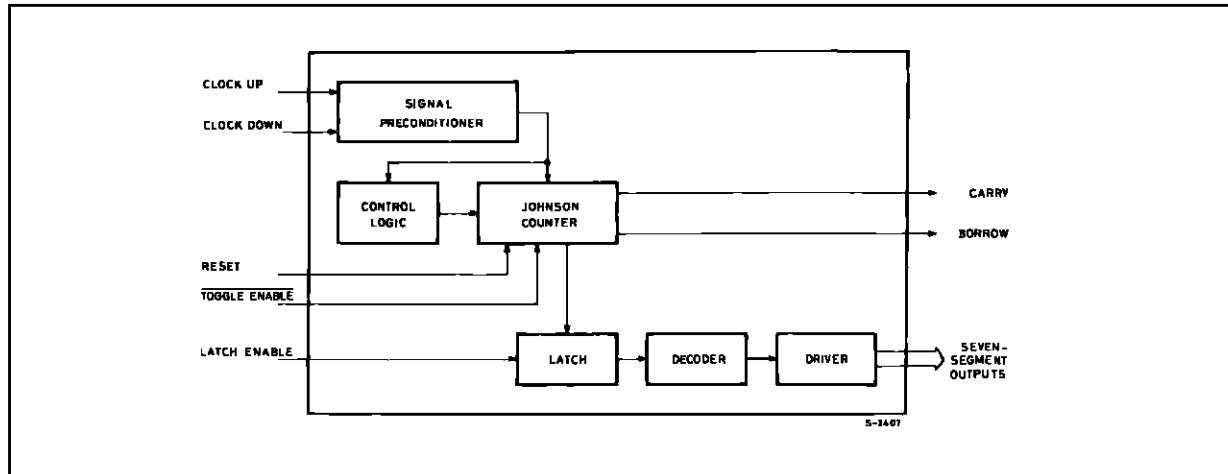 CLOCK UP
CLOCK DOWN
SIGNAL
PRECONDITIONER
CONTROL
LOGIC
JOHNSON
COUNTER
CARRY
BORROW
RESET
TOGGLE ENABLE
LATCH ENABLE
LATCH
DECODER
DRIVER
SEVEN-
SEGMENT
OUTPUTS
S-3407